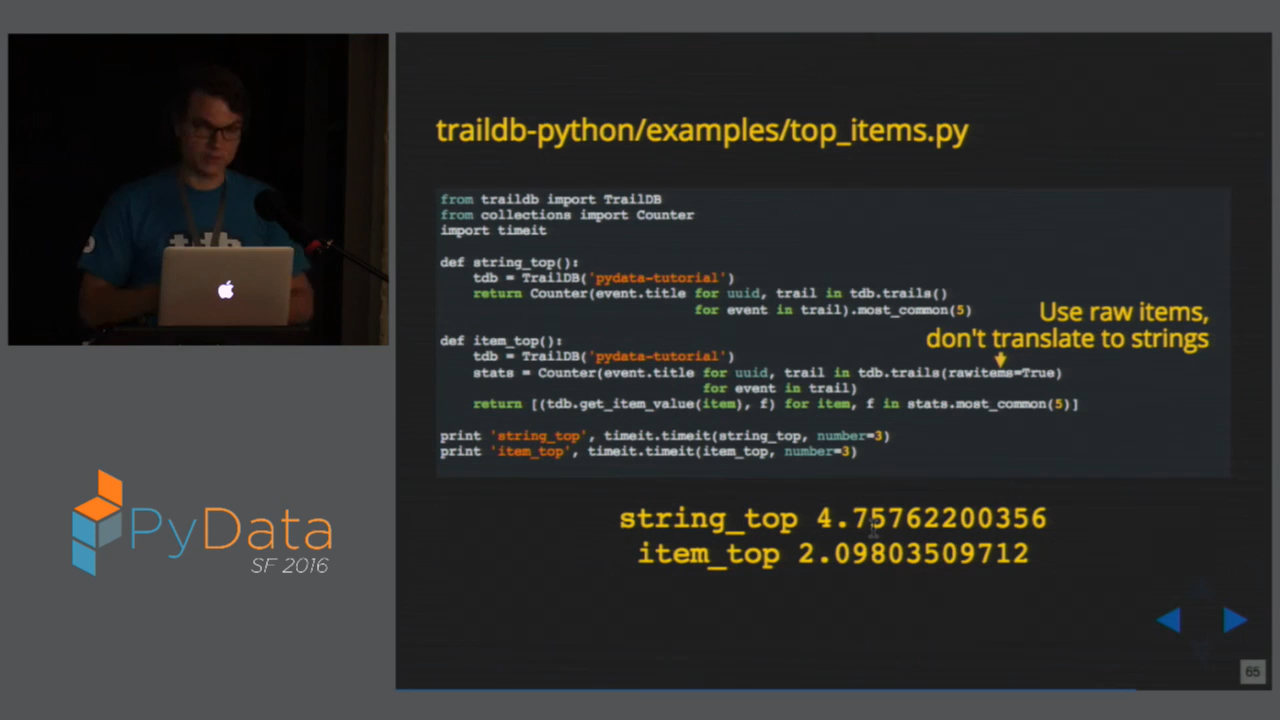 traildb-python/examples/top_items.py
from traildb import TrailDB
from collections import Counter
import timeit
def string_top():
tdb = TrailDB('pydata-tutorial')
return Counter(event.title for uuid, trail in tdb.trails()
for event in trail).most_common(5)
Use raw items,
don't translate to strings
def item_top():
tdb = TrailDB('pydata-tutorial')
stats = Counter(event.title for uuid, trail in tdb.trails(rawitems=True)
for event in trail)
return [(tdb.get_item_value(item), f) for item, f in stats.most_common(5)]
print 'string_top', timeit.timeit(string_top, number=3)
print 'item_top', timeit.timeit(item_top, number=3)
string_top 4.75762200356
item_top 2.09803509712
65
tdb
PyData
SF 2016